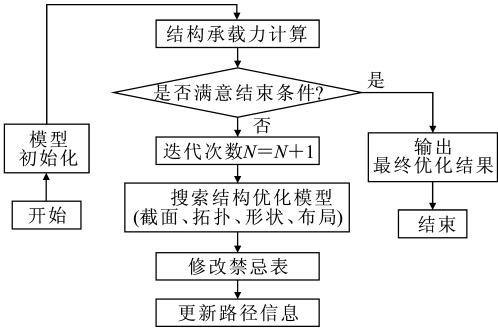 结构承载力计算
是否满意结束条件?
是
否
模型
初始化
迭代次数N=N+1
输出
最终优化结果
开始
搜索结构优化模型
(截面、拓扑、形状、布局)
结束
修改禁忌表
更新路径信息